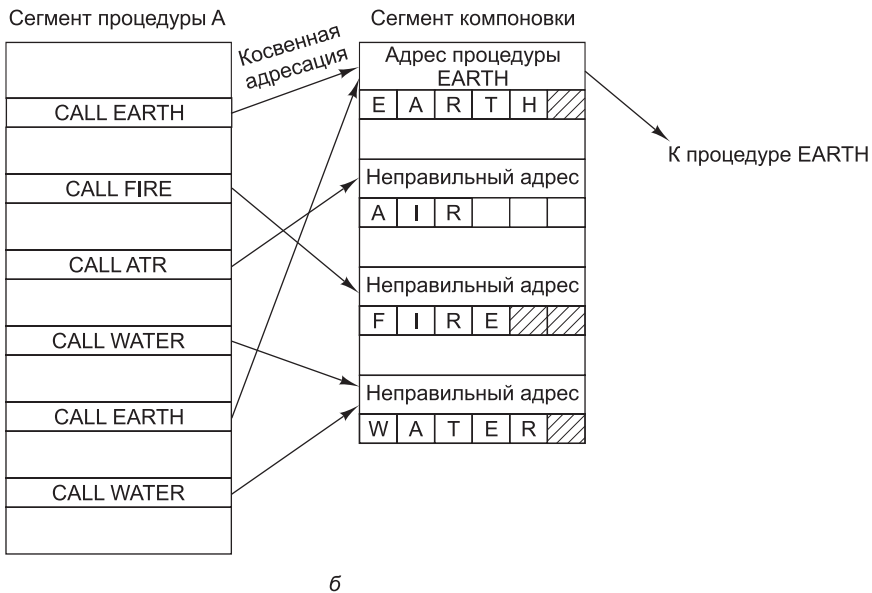 Сегмент процедуры А
Сегмент компоновки
Косвенная
адресация
CALL EARTH
CALL FIRE
CALL ATR
CALL WATER
CALL EARTH
CALL WATER
Адрес процедуры
EARTH
E A R T H
Неправильный адрес
A I R
Неправильный адрес
F I R E
Неправильный адрес
W A T E R
К процедуре EARTH
б